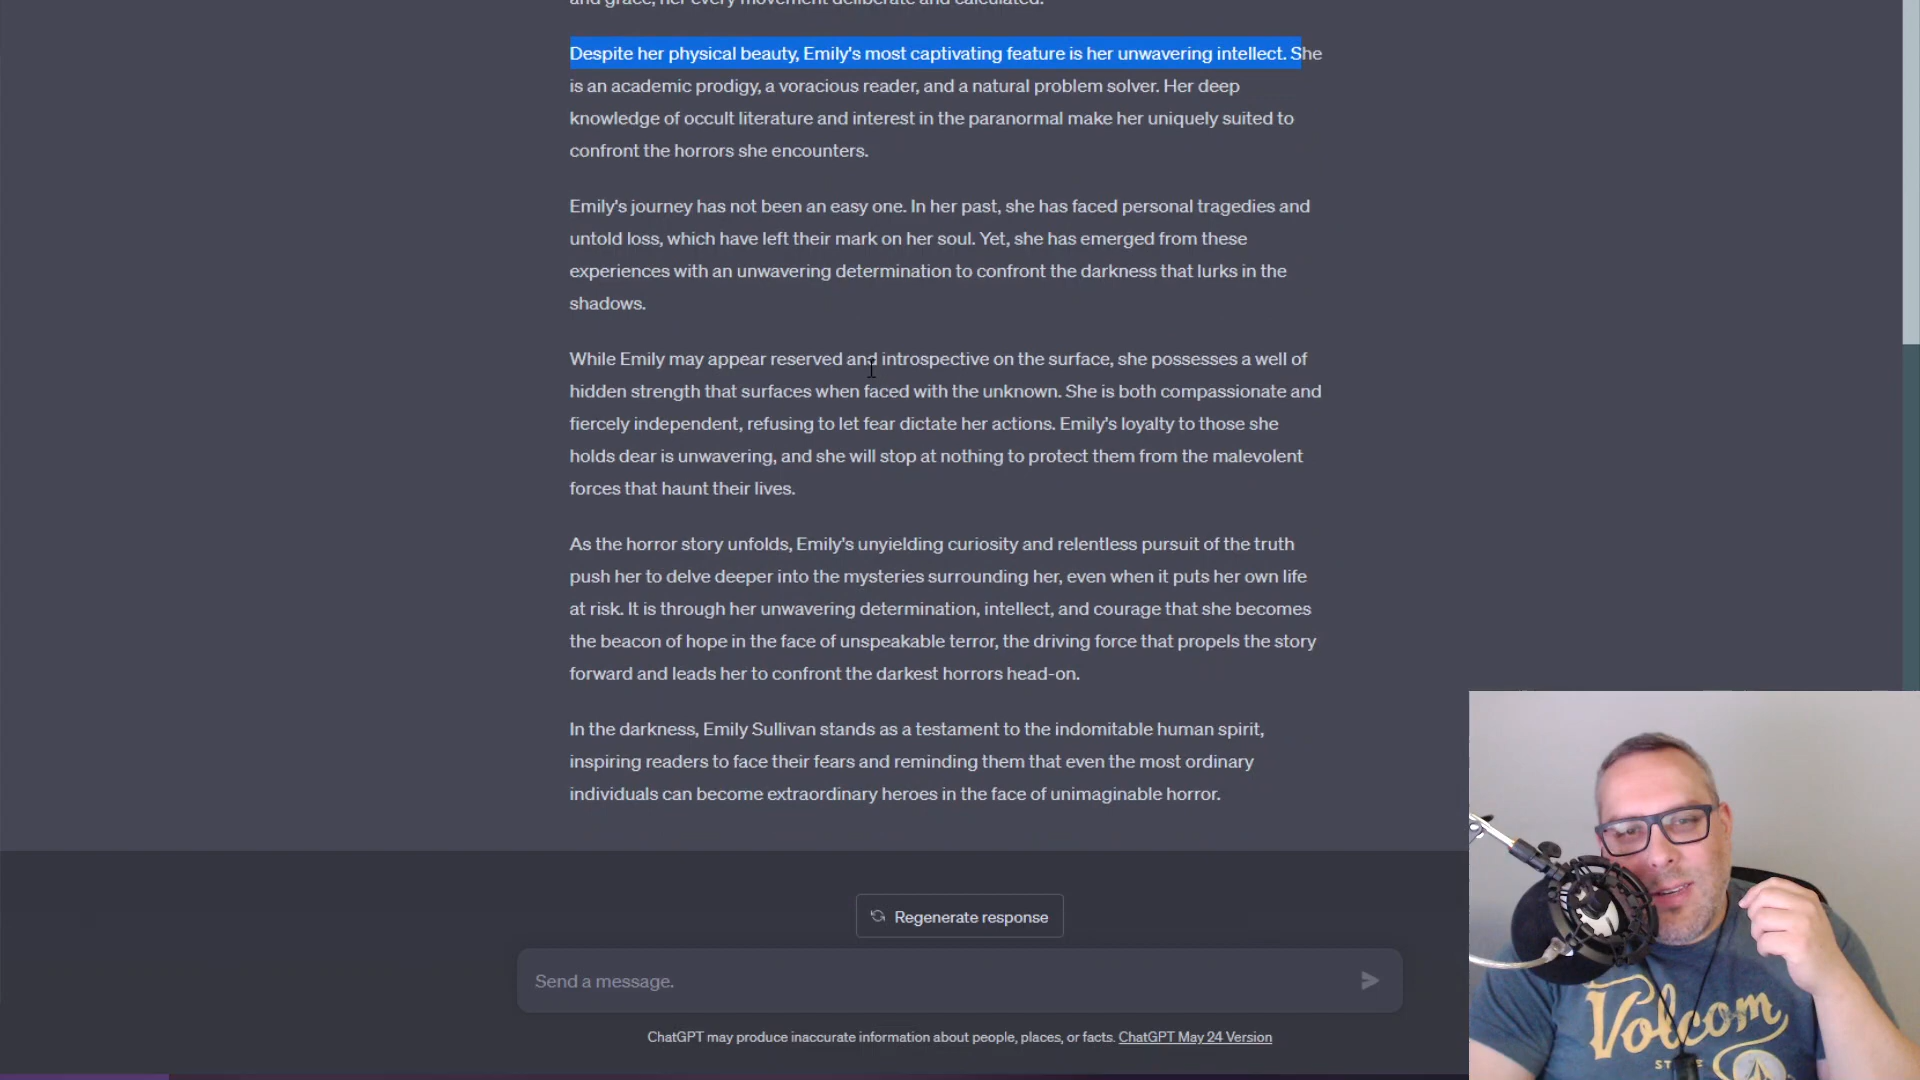 and grace, her every movement deliberate and calculated.
Despite her physical beauty, Emily's most captivating feature is her unwavering intellect. She
is an academic prodigy, a voracious reader, and a natural problem solver. Her deep
knowledge of occult literature and interest in the paranormal make her uniquely suited to
confront the horrors she encounters.
Emily's journey has not been an easy one. In her past, she has faced personal tragedies and
untold loss, which have left their mark on her soul. Yet, she has emerged from these
experiences with an unwavering determination to confront the darkness that lurks in the
shadows.
While Emily may appear reserved and introspective on the surface, she possesses a well of
hidden strength that surfaces when faced with the unknown. She is both compassionate and
fiercely independent, refusing to let fear dictate her actions. Emily's loyalty to those she
holds dear is unwavering, and she will stop at nothing to protect them from the malevolent
forces that haunt their lives.
As the horror story unfolds, Emily's unyielding curiosity and relentless pursuit of the truth
push her to delve deeper into the mysteries surrounding her, even when it puts her own life
at risk. It is through her unwavering determination, intellect, and courage that she becomes
the beacon of hope in the face of unspeakable terror, the driving force that propels the story
forward and leads her to confront the darkest horrors head-on.
In the darkness, Emily Sullivan stands as a testament to the indomitable human spirit,
inspiring readers to face their fears and reminding them that even the most ordinary
individuals can become extraordinary heroes in the face of unimaginable horror.
Regenerate response
Send a message.
ChatGPT may produce inaccurate information about people, places, or facts. ChatGPT May 24 Version
Volcom